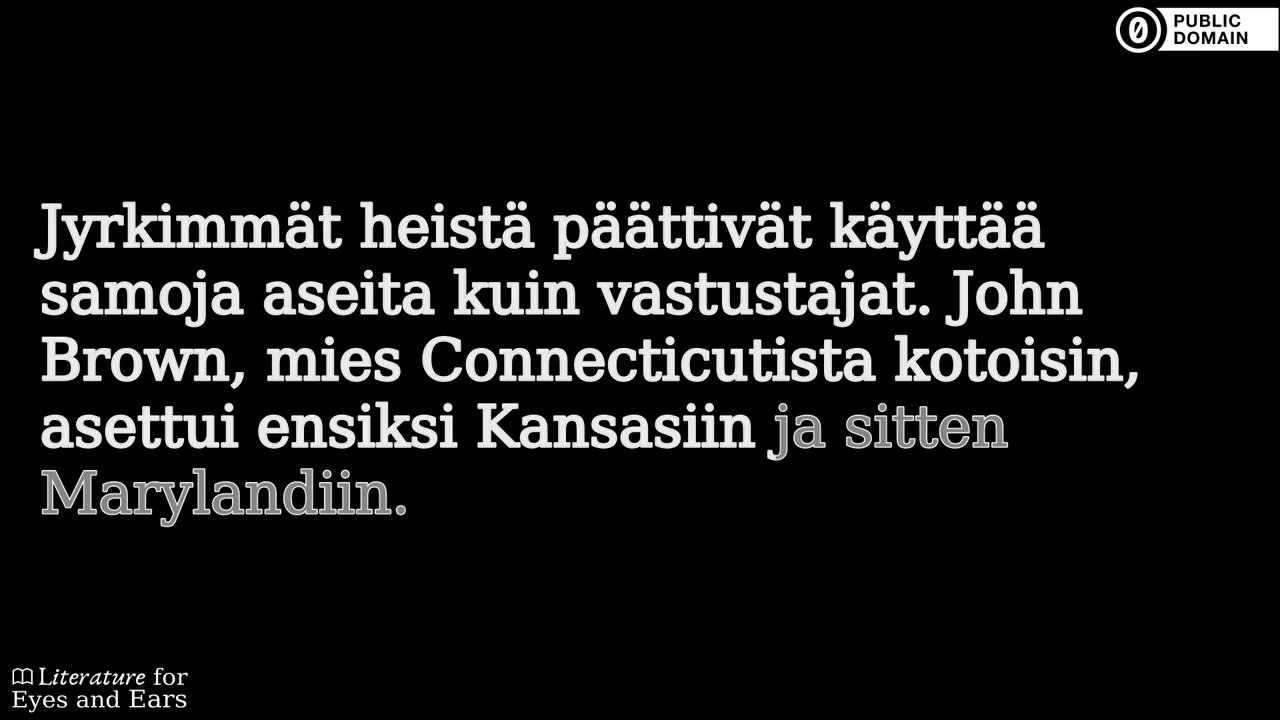 PUBLIC
DOMAIN
Jyrkimmät heistä päättivät käyttää
samoja aseita kuin vastustajat. John
Brown, mies Connecticutista kotoisin,
asettui ensiksi Kansasiin ja sitten
Marylandiin.
Literature for
Eyes and Ears